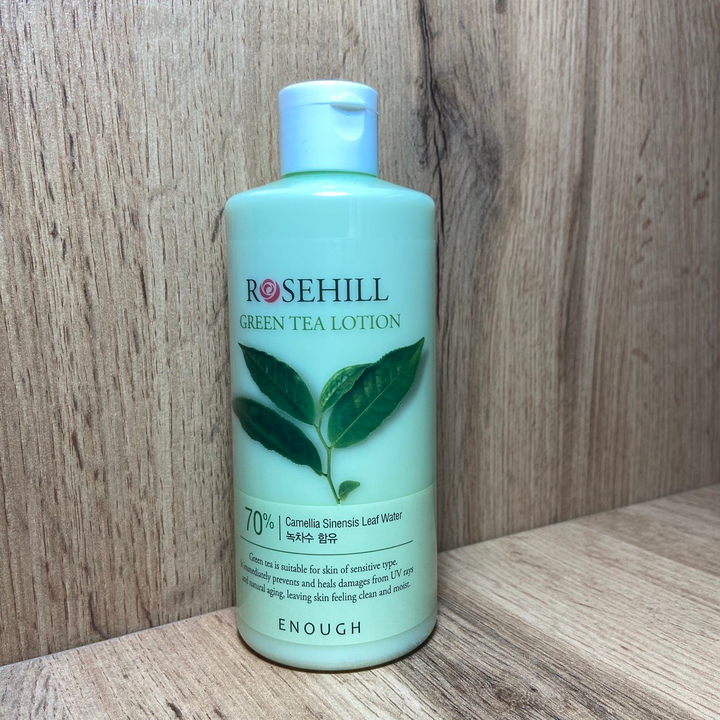 ROSEHILL
GREEN TEA LOTION
70% | Camellia Sinensis Leaf Water
녹차수 함유
Green tea is suitable for skin of sensitive type.
It immediately prevents and heals damages from UV rays
and natural aging, leaving skin feeling clean and moist.
ENOUGH